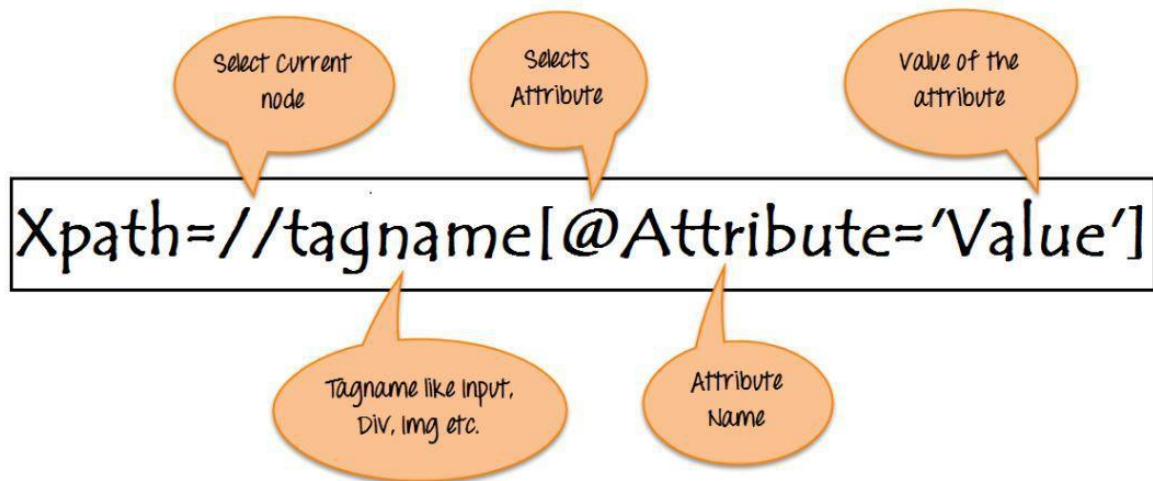 Select Current
node
Selects
Attribute
Value of the
attribute
Xpath=//tagname[@Attribute='Value']
Tagname like Input,
Div, Img etc.
Attribute
Name